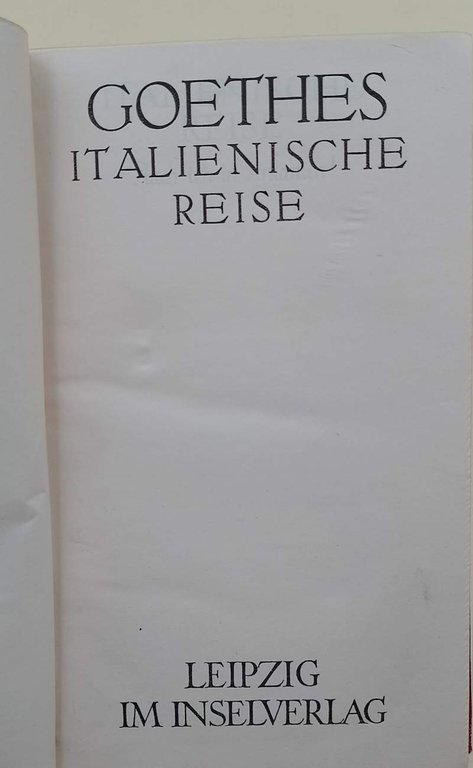 GOETHES
ITALIENISCHE
REISE
LEIPZIG
IM INSELVERLAG